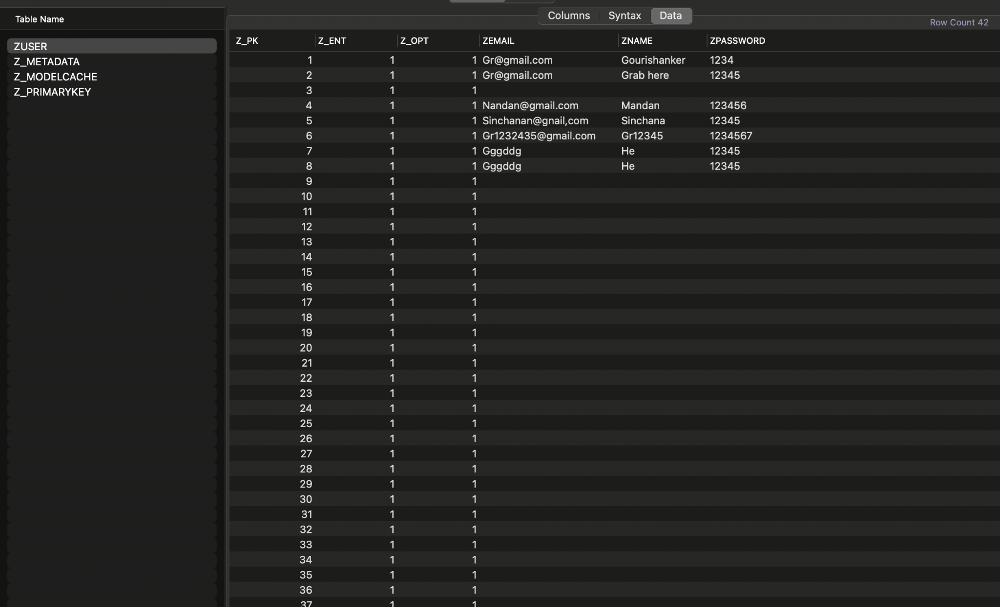 Columns Syntax Data
Table Name
Row Count 42
Z_PK Z_ENT Z_OPT ZEMAIL ZNAME ZPASSWORD
ZUSER
Z_METADATA
Z_MODELCACHE
Z_PRIMARYKEY
1 1 1 Gr@gmail.com Gourishanker 1234
2 1 1 Gr@gmail.com Grab here 12345
3 1 1
4 1 1 Nandan@gmail.com Mandan 123456
5 1 1 Sinchanan@gnail,com Sinchana 12345
6 1 1 Gr1232435@gmail.com Gr12345 1234567
7 1 1 Gggddg He 12345
8 1 1 Gggddg He 12345
9 1 1
10 1 1
11 1 1
12 1 1
13 1 1
14 1 1
15 1 1
16 1 1
17 1 1
18 1 1
19 1 1
20 1 1
21 1 1
22 1 1
23 1 1
24 1 1
25 1 1
26 1 1
27 1 1
28 1 1
29 1 1
30 1 1
31 1 1
32 1 1
33 1 1
34 1 1
35 1 1
36 1 1
37 1 1